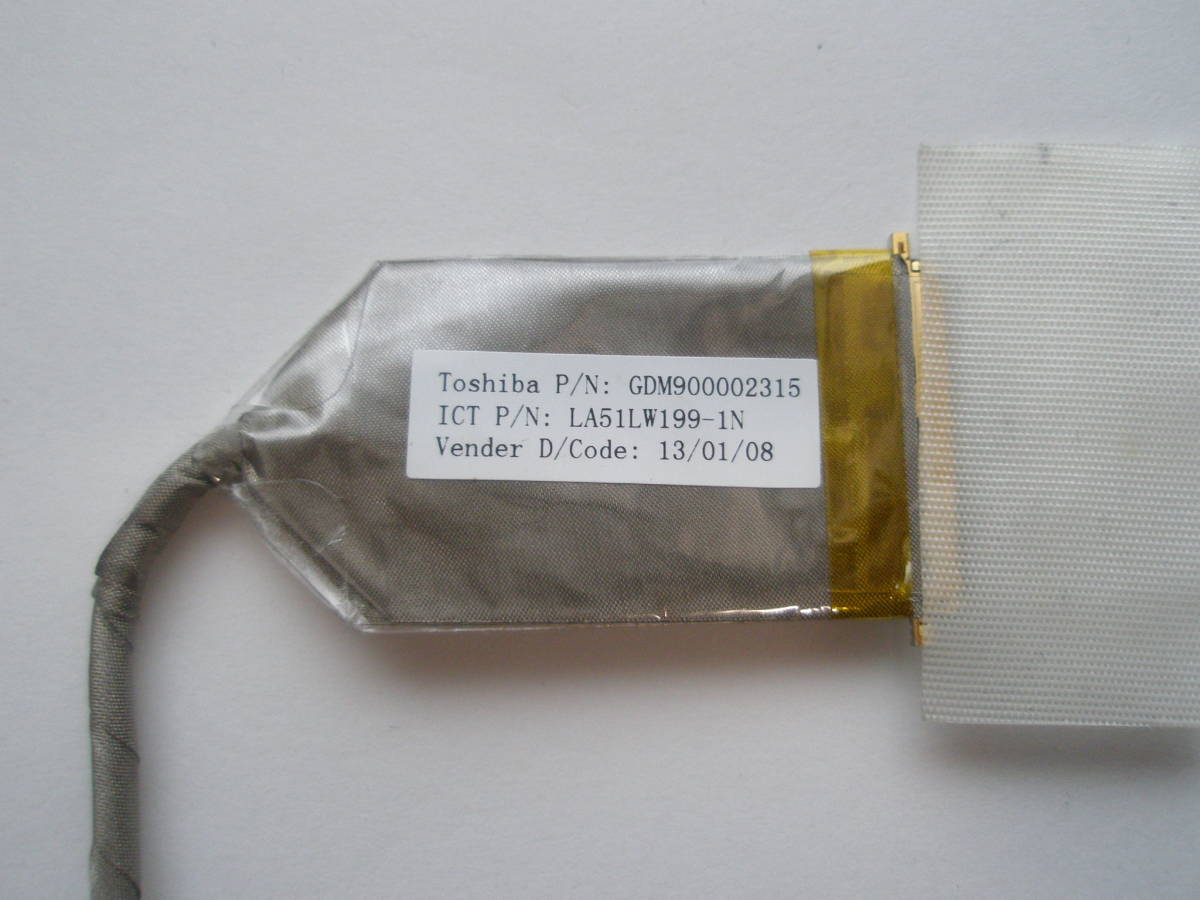 Toshiba P/N: GDM900002315
ICT P/N: LA51LW199-1N
Vender D/Code: 13/01/08